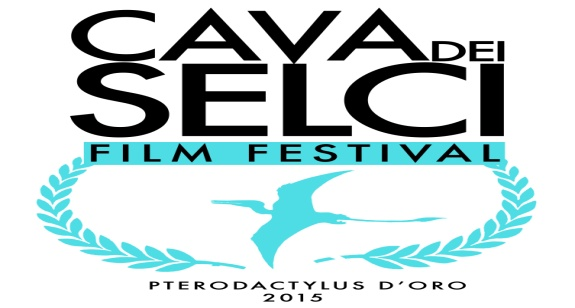 CAVA DEI
SELCI
FILM FESTIVAL
PTERODACTYLUS D'ORO
2015